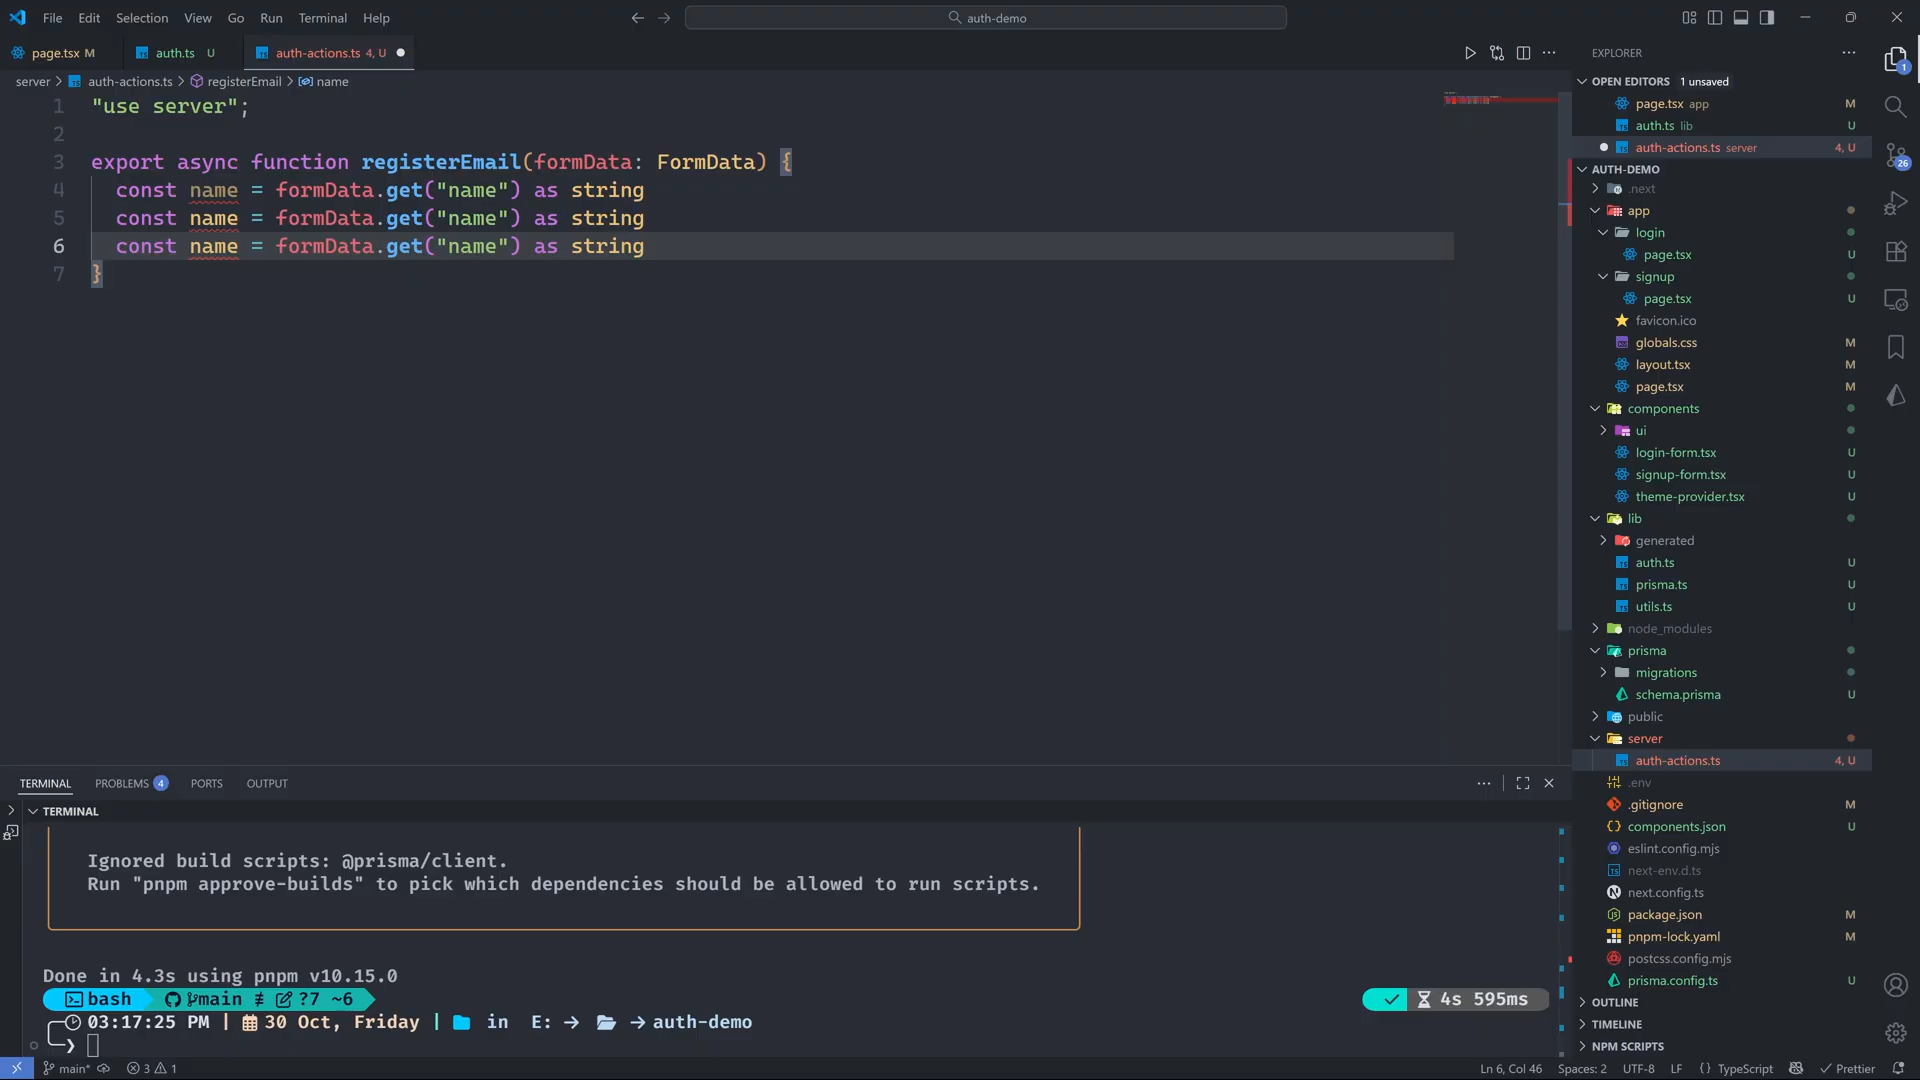 File Edit Selection View Go Run Terminal Help
auth-demo
page.tsx M
auth.ts U
auth-actions.ts 4, U
server > auth-actions.ts > registerEmail > name
1 "use server";
2
3 export async function registerEmail(formData: FormData) {
4 const name = formData.get("name") as string
5 const name = formData.get("name") as string
6 const name = formData.get("name") as string
7 }
TERMINAL PROBLEMS 4 PORTS OUTPUT
TERMINAL
Ignored build scripts: @prisma/client.
Run "pnpm approve-builds" to pick which dependencies should be allowed to run scripts.
Done in 4.3s using pnpm v10.15.0
bash main ≢ ?7 ~6
4s 595ms
03:17:25 PM | 30 Oct, Friday | in E: → → auth-demo
EXPLORER
OPEN EDITORS 1 unsaved
page.tsx app M
auth.ts lib U
auth-actions.ts server 4, U
AUTH-DEMO
.next
app
login
page.tsx U
signup
page.tsx U
favicon.ico
globals.css M
layout.tsx M
page.tsx M
components
ui
login-form.tsx U
signup-form.tsx U
theme-provider.tsx U
lib
generated
auth.ts U
prisma.ts U
utils.ts U
node_modules
prisma
migrations
schema.prisma U
public
server
auth-actions.ts 4, U
.env
.gitignore M
components.json U
eslint.config.mjs
next-env.d.ts
next.config.ts
package.json M
pnpm-lock.yaml M
postcss.config.mjs
prisma.config.ts U
OUTLINE
TIMELINE
NPM SCRIPTS
1
26
main* 3 1
Ln 6, Col 46 Spaces: 2 UTF-8 LF {} TypeScript Prettier